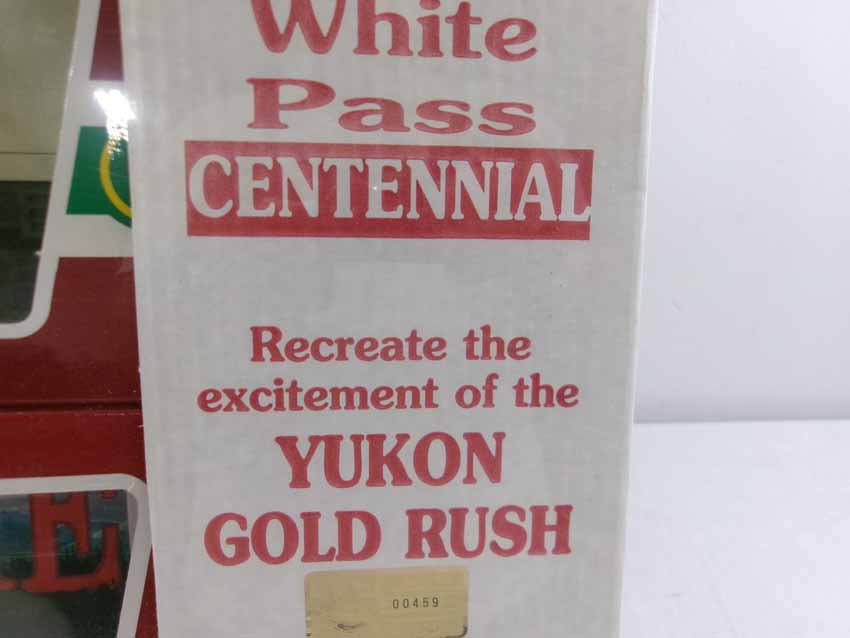 White
Pass
CENTENNIAL
Recreate the
excitement of the
YUKON
GOLD RUSH
00459
E